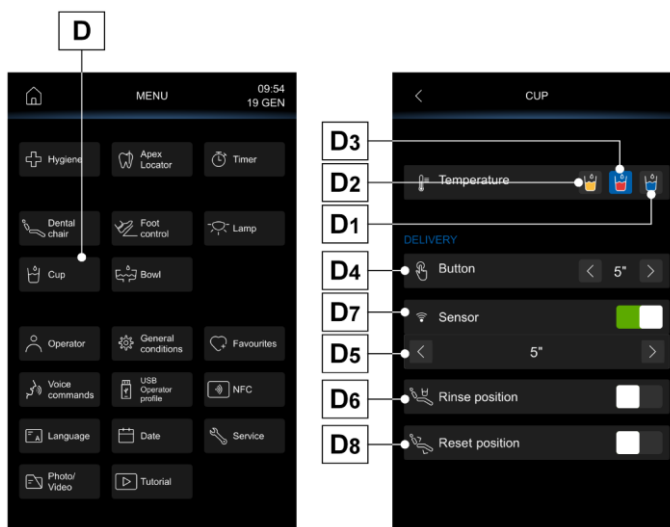 D
MENU
09:54
19 GEN
Hygiene
Apex
Locator
Timer
Dental
chair
Foot
control
Lamp
Cup
Bowl
Operator
General
conditions
Favourites
Voice
commands
USB
Operator
profile
NFC
A
Language
Date
Service
Photo/
Video
Tutorial
CUP
D3
D2
Temperature
D1
DELIVERY
D4
Button
5"
D7
Sensor
D5
5"
D6
Rinse position
D8
Reset position